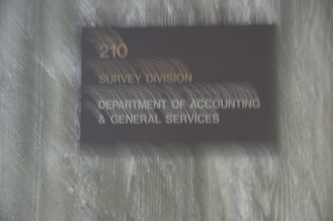 210
SURVEY DIVISION
DEPARTMENT OF ACCOUNTING
& GENERAL SERVICES